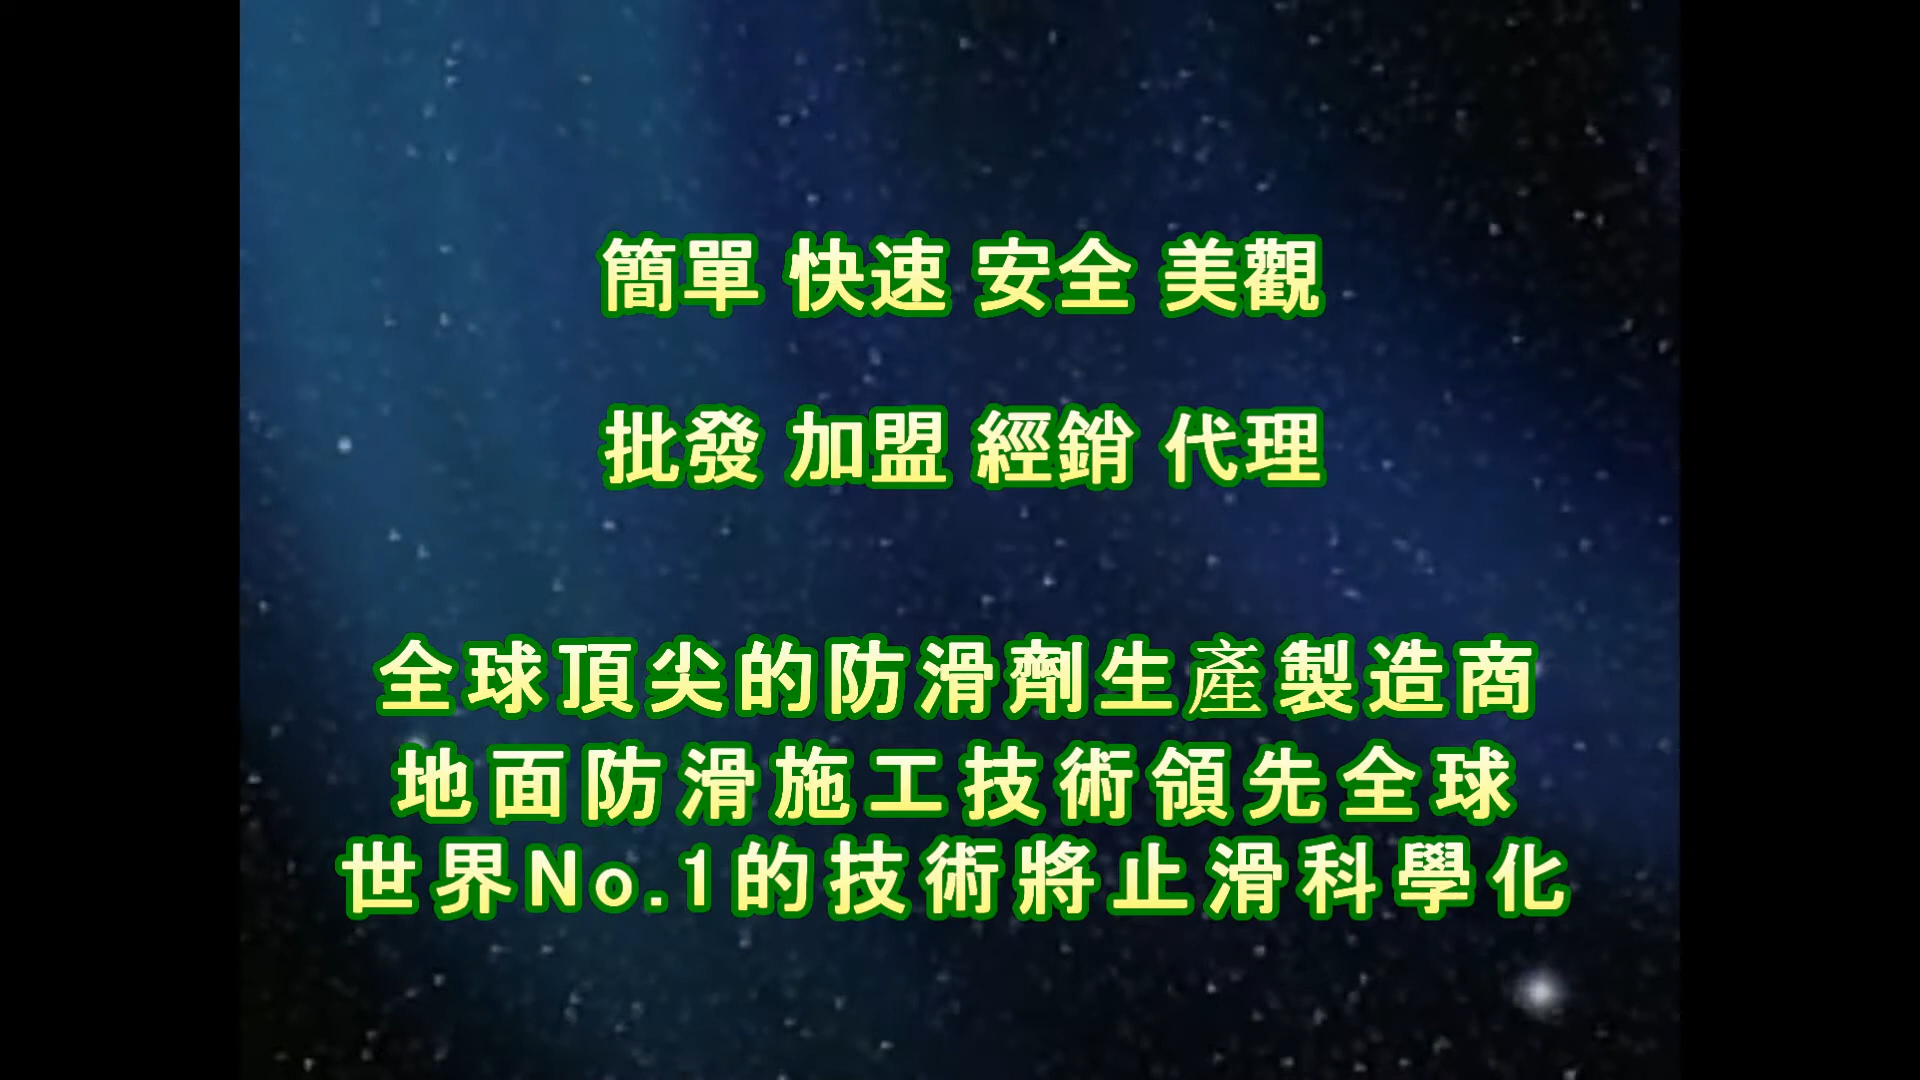 簡單 快速 安全 美觀
批發 加盟 經銷 代理
全球頂尖的防滑劑生產製造商
地面防滑施工技術領先全球
世界No.1的技術將止滑科學化